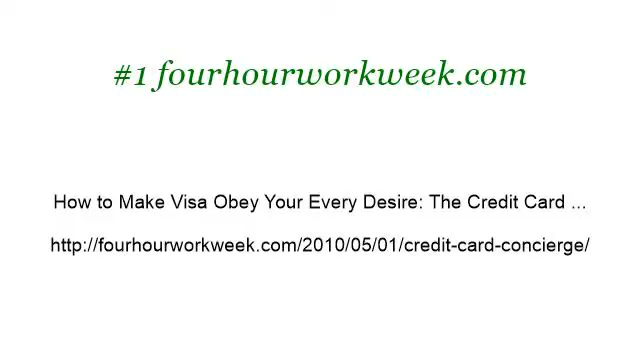 #1 fourhourworkweek.com
How to Make Visa Obey Your Every Desire: The Credit Card ...
http://fourhourworkweek.com/2010/05/01/credit-card-concierge/